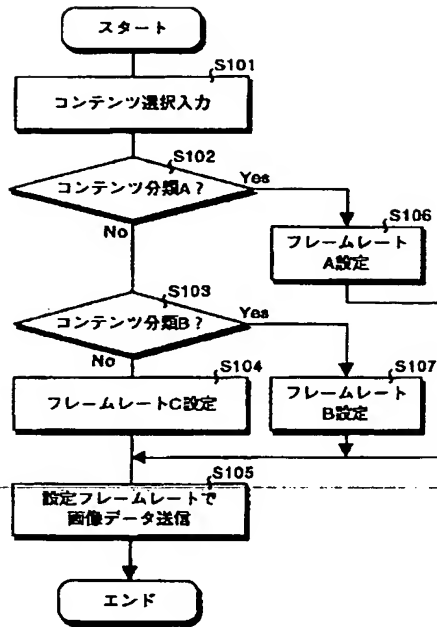 スタート
S101
コンテンツ選択入力
S102
コンテンツ分類A?
Yes
No
S106
フレームレート
A設定
S103
コンテンツ分類B?
Yes
No
S104
フレームレートC設定
S107
フレームレート
B設定
S105
設定フレームレートで
画像データ送信
エンド